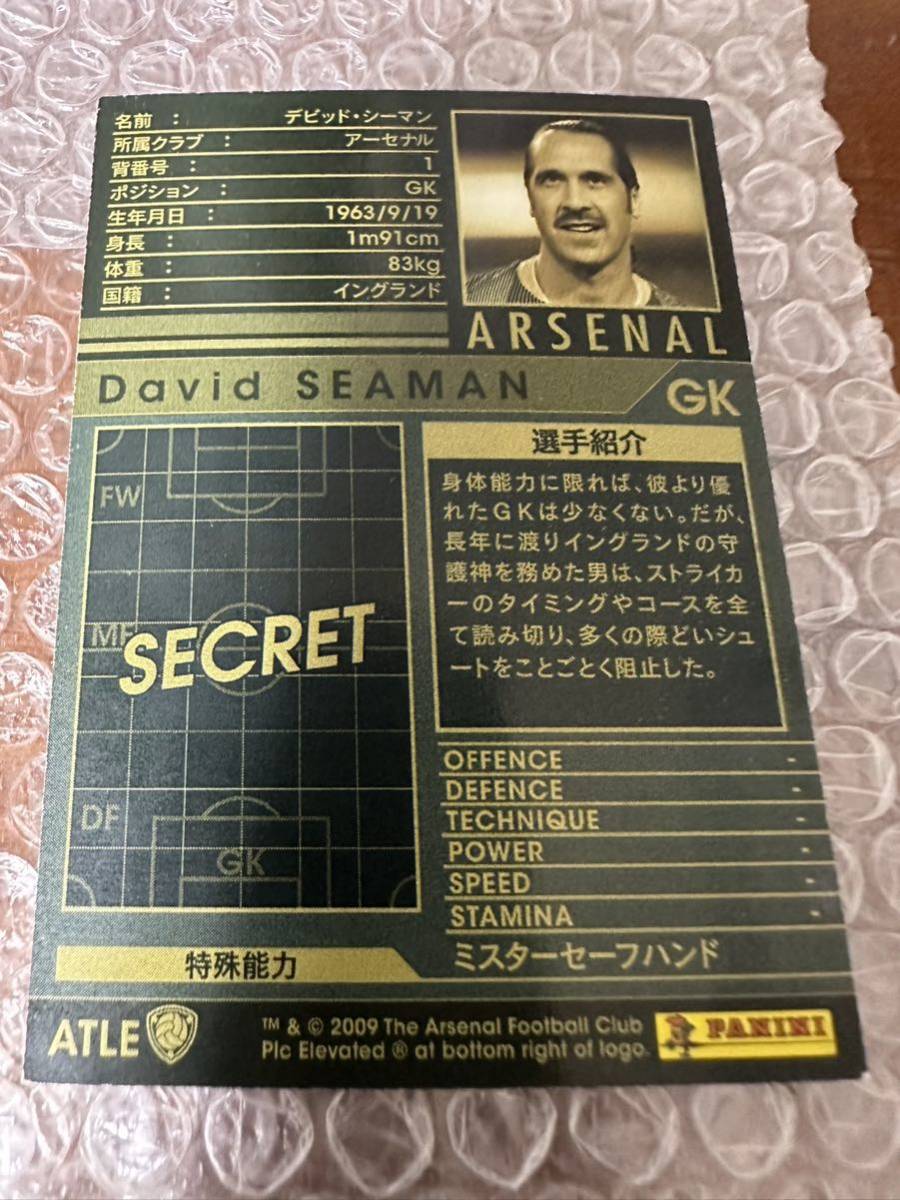 名前 ： デビッド・シーマン
所属クラブ ： アーセナル
背番号 ： 1
ポジション ： GK
生年月日 ： 1963/9/19
身長 ： 1m91cm
体重 ： 83kg
国籍 ： イングランド
ARSENAL
David SEAMAN
GK
FW
MF
SECRET
DF
GK
選手紹介
身体能力に限れば、彼より優
れたGKは少なくない。だが、
長年に渡りイングランドの守
護神を務めた男は、ストライカ
ーのタイミングやコースを全
て読み切り、多くの際どいシュ
ートをことごとく阻止した。
OFFENCE -
DEFENCE -
TECHNIQUE -
POWER -
SPEED -
STAMINA -
特殊能力 ミスターセーフハンド
ATLE
™ & © 2009 The Arsenal Football Club
Plc Elevated ® at bottom right of logo.
PANINI